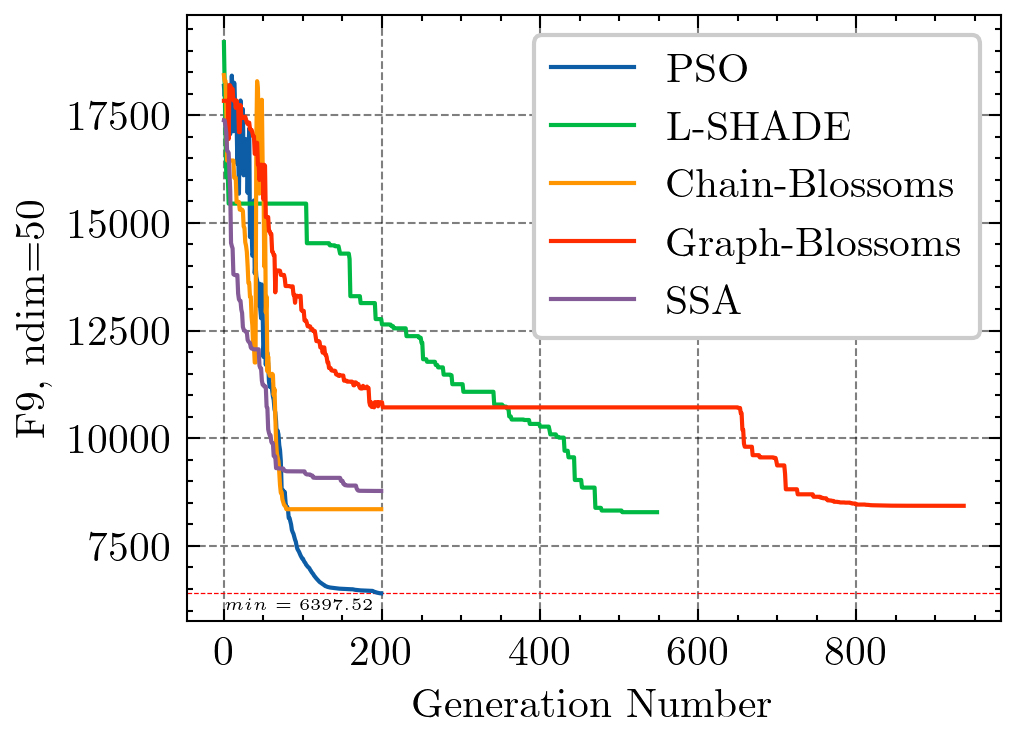 PSO
L-SHADE
Chain-Blossoms
Graph-Blossoms
SSA
17500
15000
12500
10000
7500
F9, ndim=50
min = 6397.52
0
200
400
600
800
Generation Number